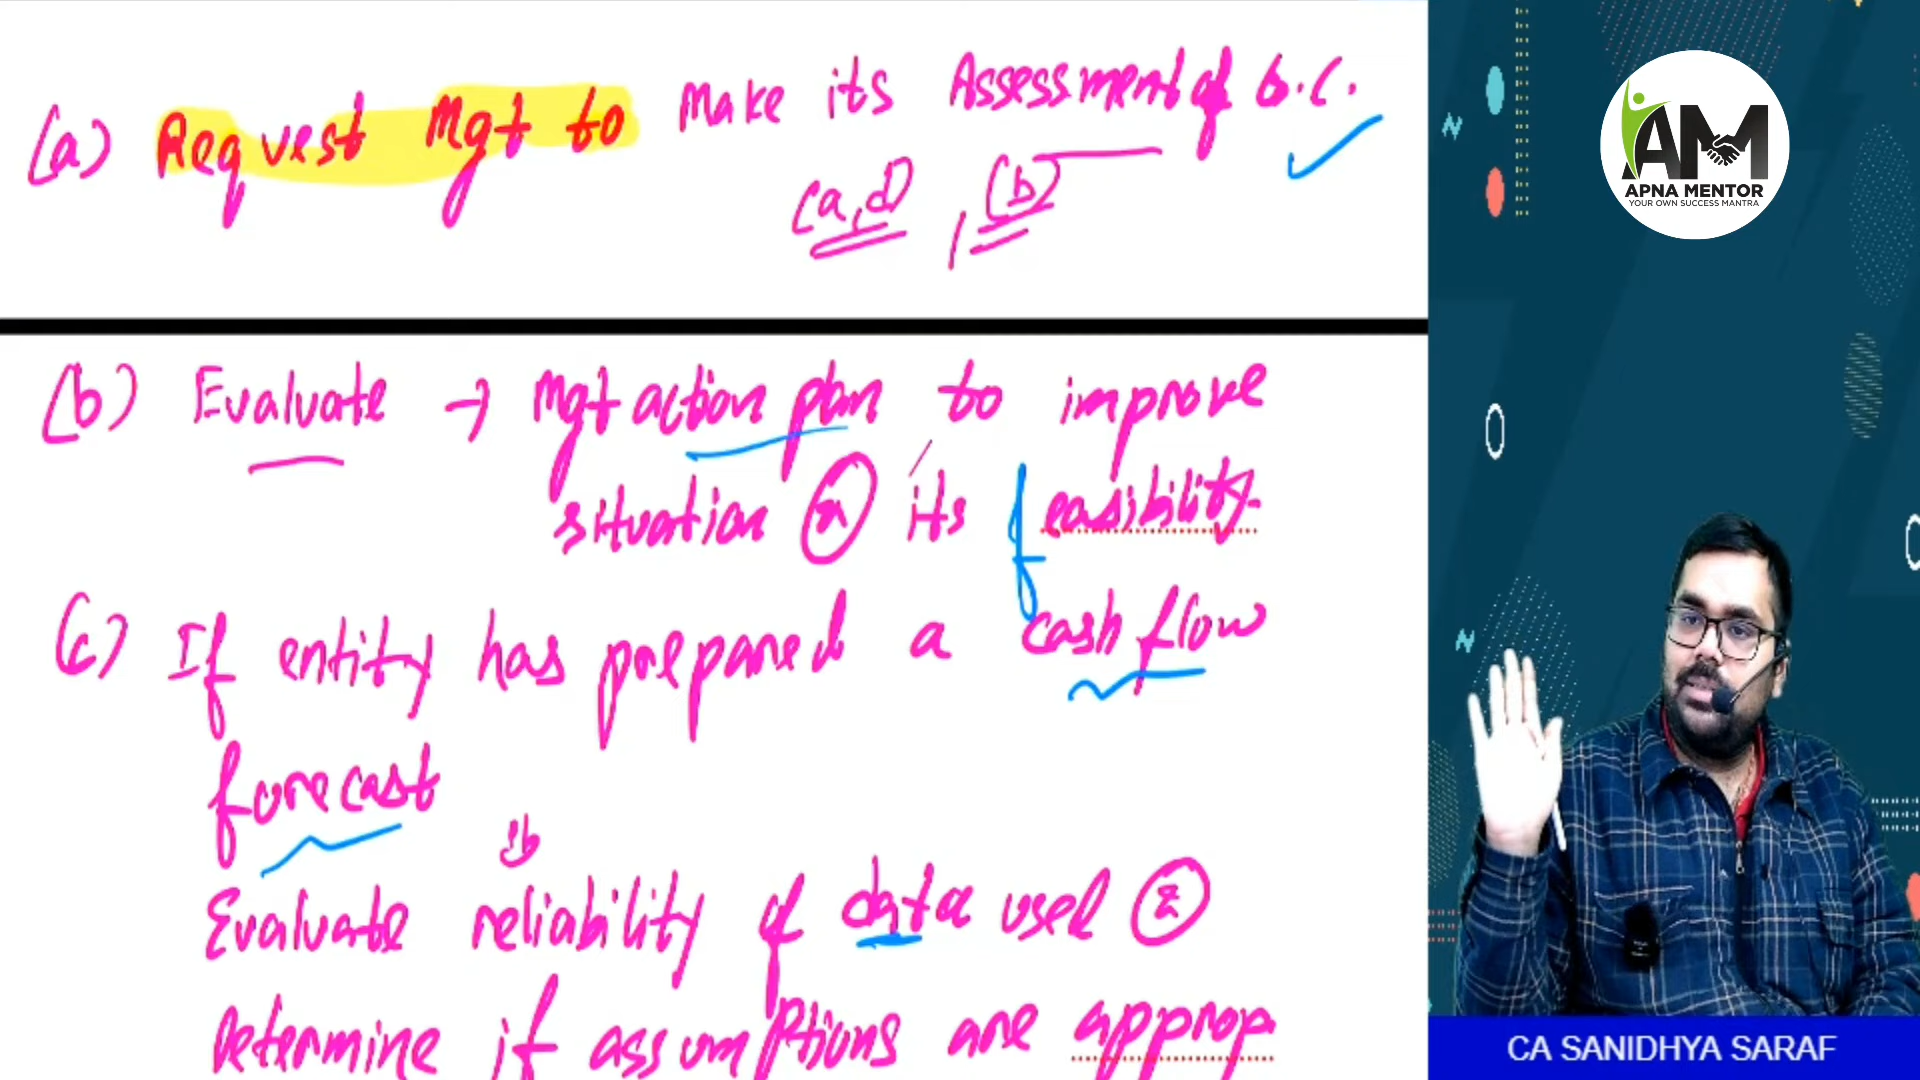 (a) Request Mgt to Make its Assessment of G.C.
(a,d) , (b)
(b) Evaluate → Mgt action plan to improve
situation & its feasibility.
(c) If entity has prepared a cash flow
forecast
Evaluate reliability of data used &
Determine if assumptions are approp
AM
APNA MENTOR
YOUR OWN SUCCESS MANTRA
CA SANIDHYA SARAF